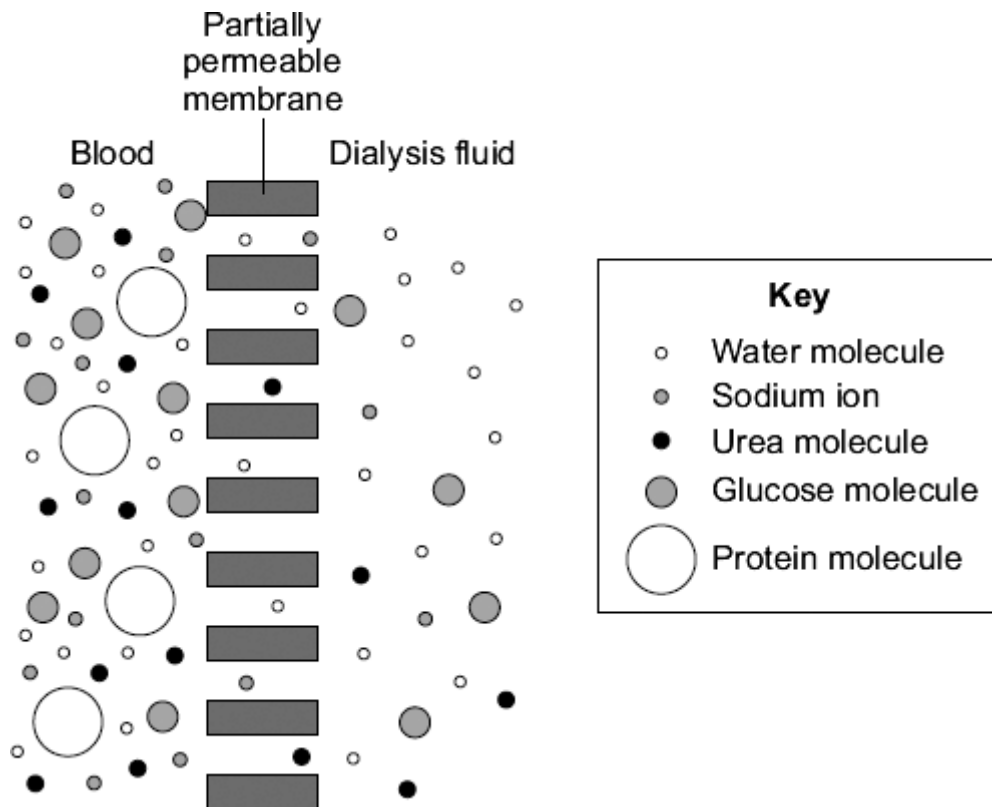 Partially
permeable
membrane
Blood
Dialysis fluid
Key
Water molecule
Sodium ion
Urea molecule
Glucose molecule
Protein molecule